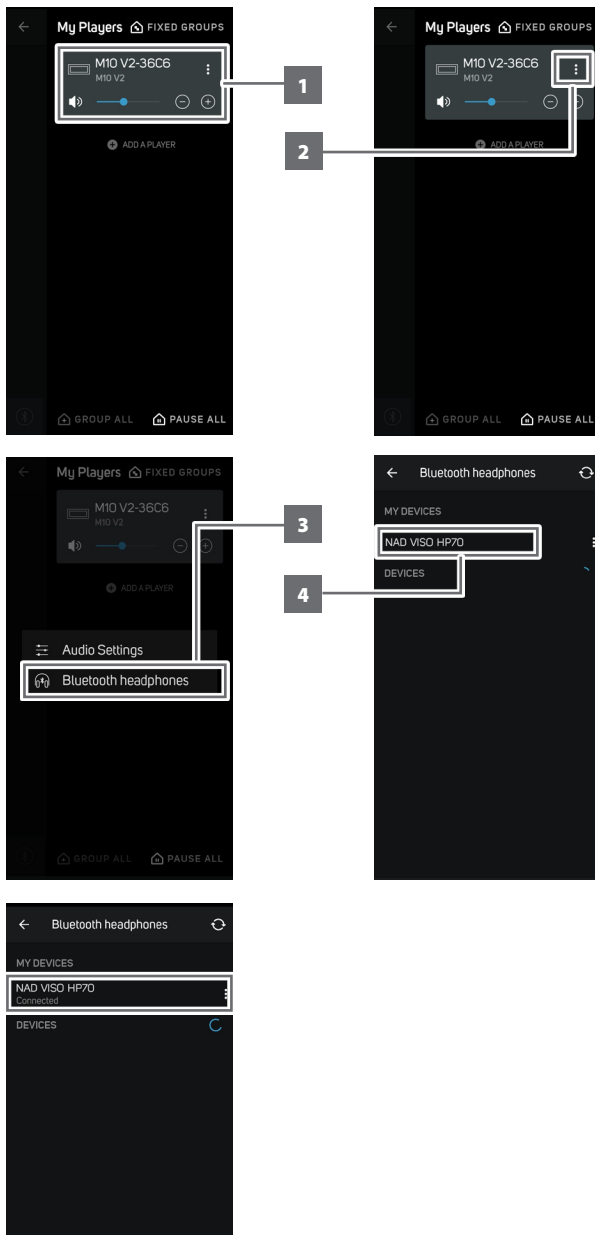 My Players FIXED GROUPS
M10 V2-36C6
M10 V2
ADD A PLAYER
GROUP ALL PAUSE ALL
1
2
My Players FIXED GROUPS
M10 V2-36C6
M10 V2
ADD A PLAYER
GROUP ALL PAUSE ALL
My Players FIXED GROUPS
M10 V2-36C6
M10 V2
ADD A PLAYER
Audio Settings
Bluetooth headphones
GROUP ALL PAUSE ALL
3
4
Bluetooth headphones
MY DEVICES
NAD VISO HP70
DEVICES
Bluetooth headphones
MY DEVICES
NAD VISO HP70
Connected
DEVICES